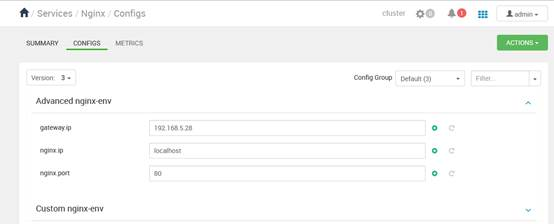 / Services / Nginx / Configs
cluster 0 1 admin
SUMMARY CONFIGS METRICS ACTIONS
Version: 3 Config Group Default (3) Filter...
Advanced nginx-env
gateway.ip 192.168.5.28
nginx.ip localhost
nginx.port 80
Custom nginx-env